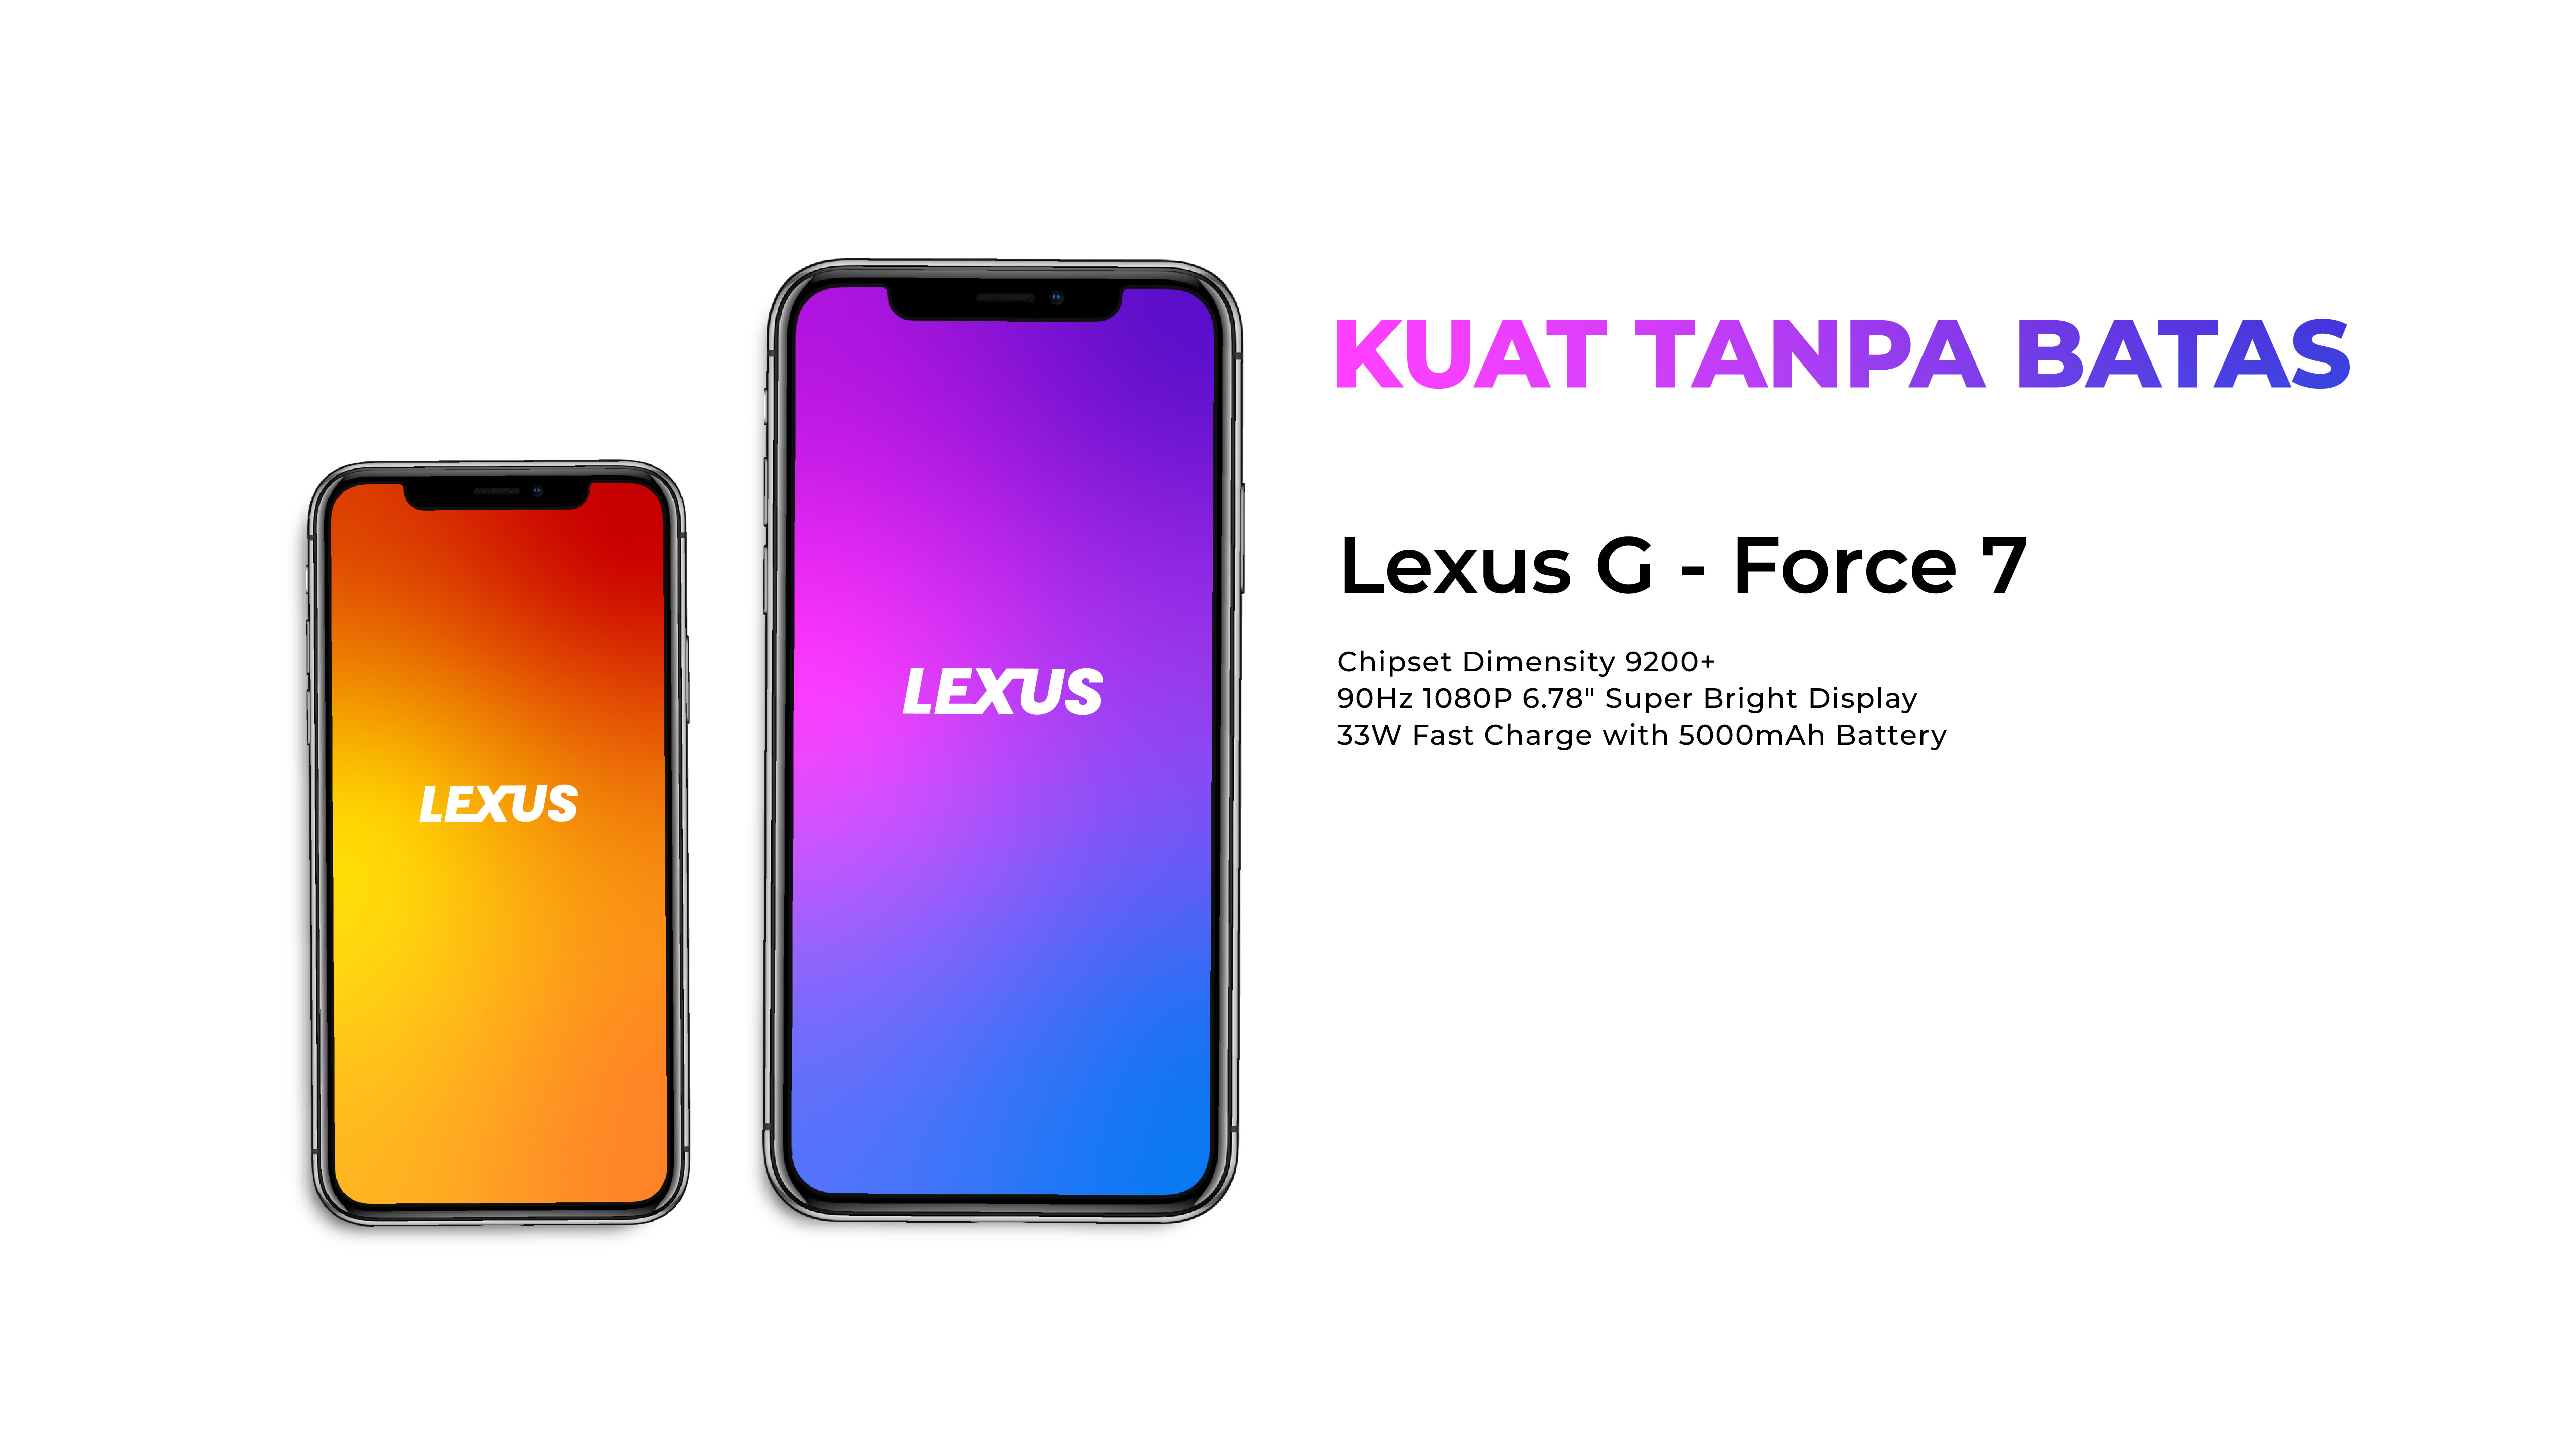 KUAT TANPA BATAS
Lexus G - Force 7
Chipset Dimensity 9200+
90Hz 1080P 6.78" Super Bright Display
33W Fast Charge with 5000mAh Battery
LEXUS
LEXUS